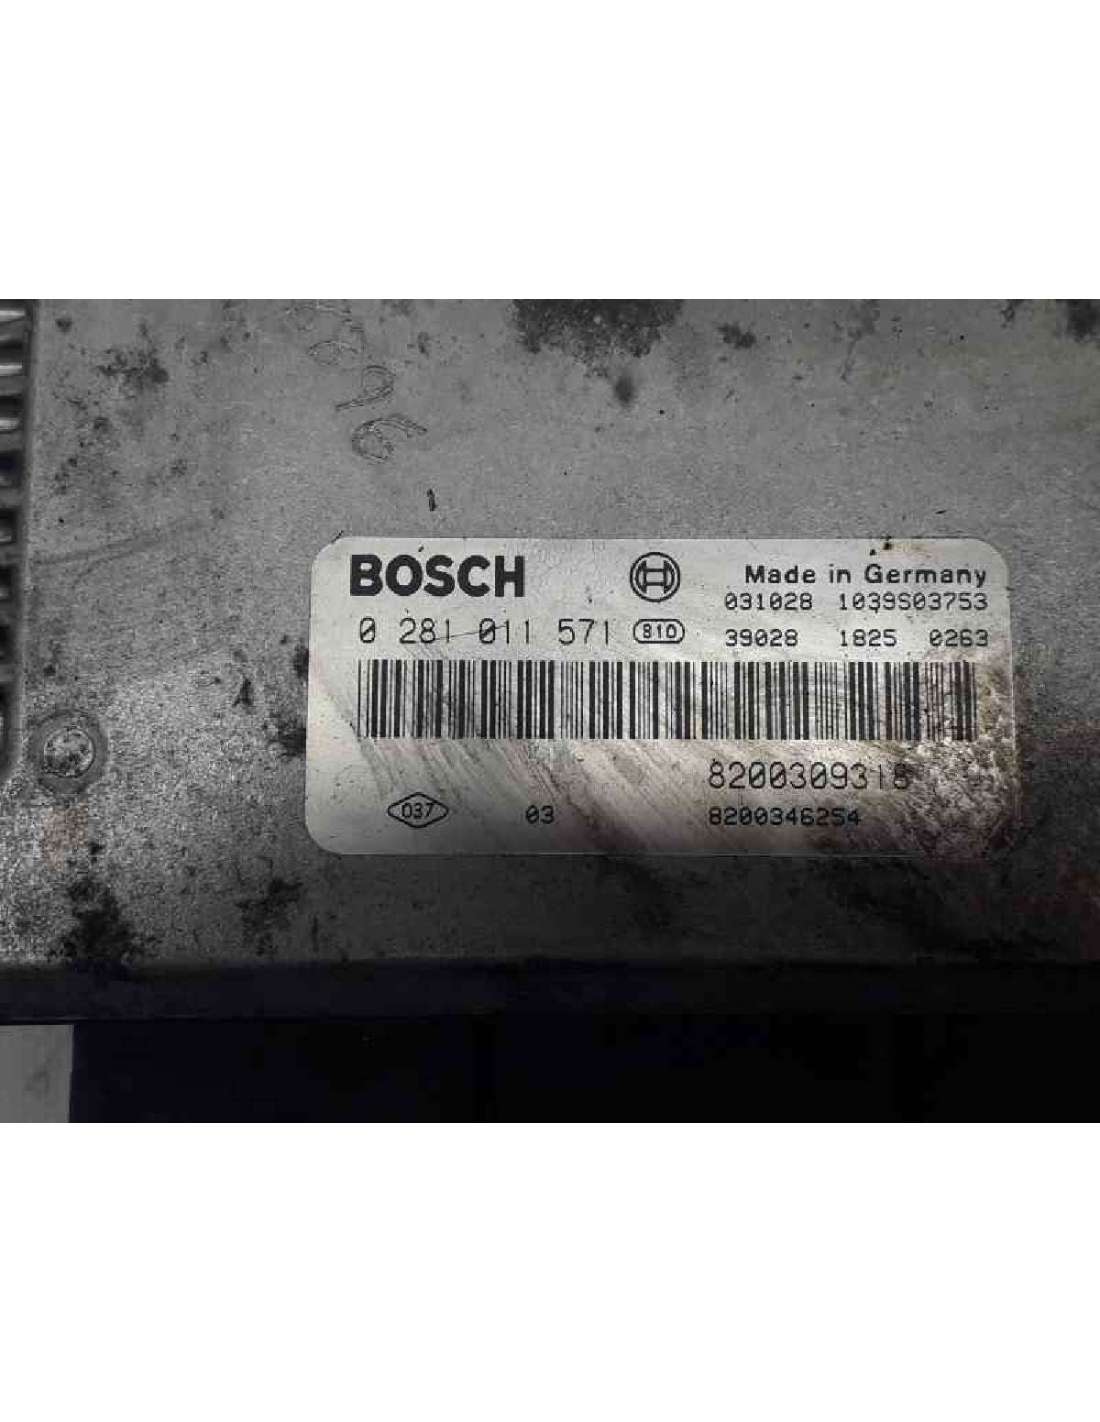 BOSCH
Made in Germany
031028 1039S03753
0 281 011 571 810
39028 1825 0263
8200309318
037 03 8200346254